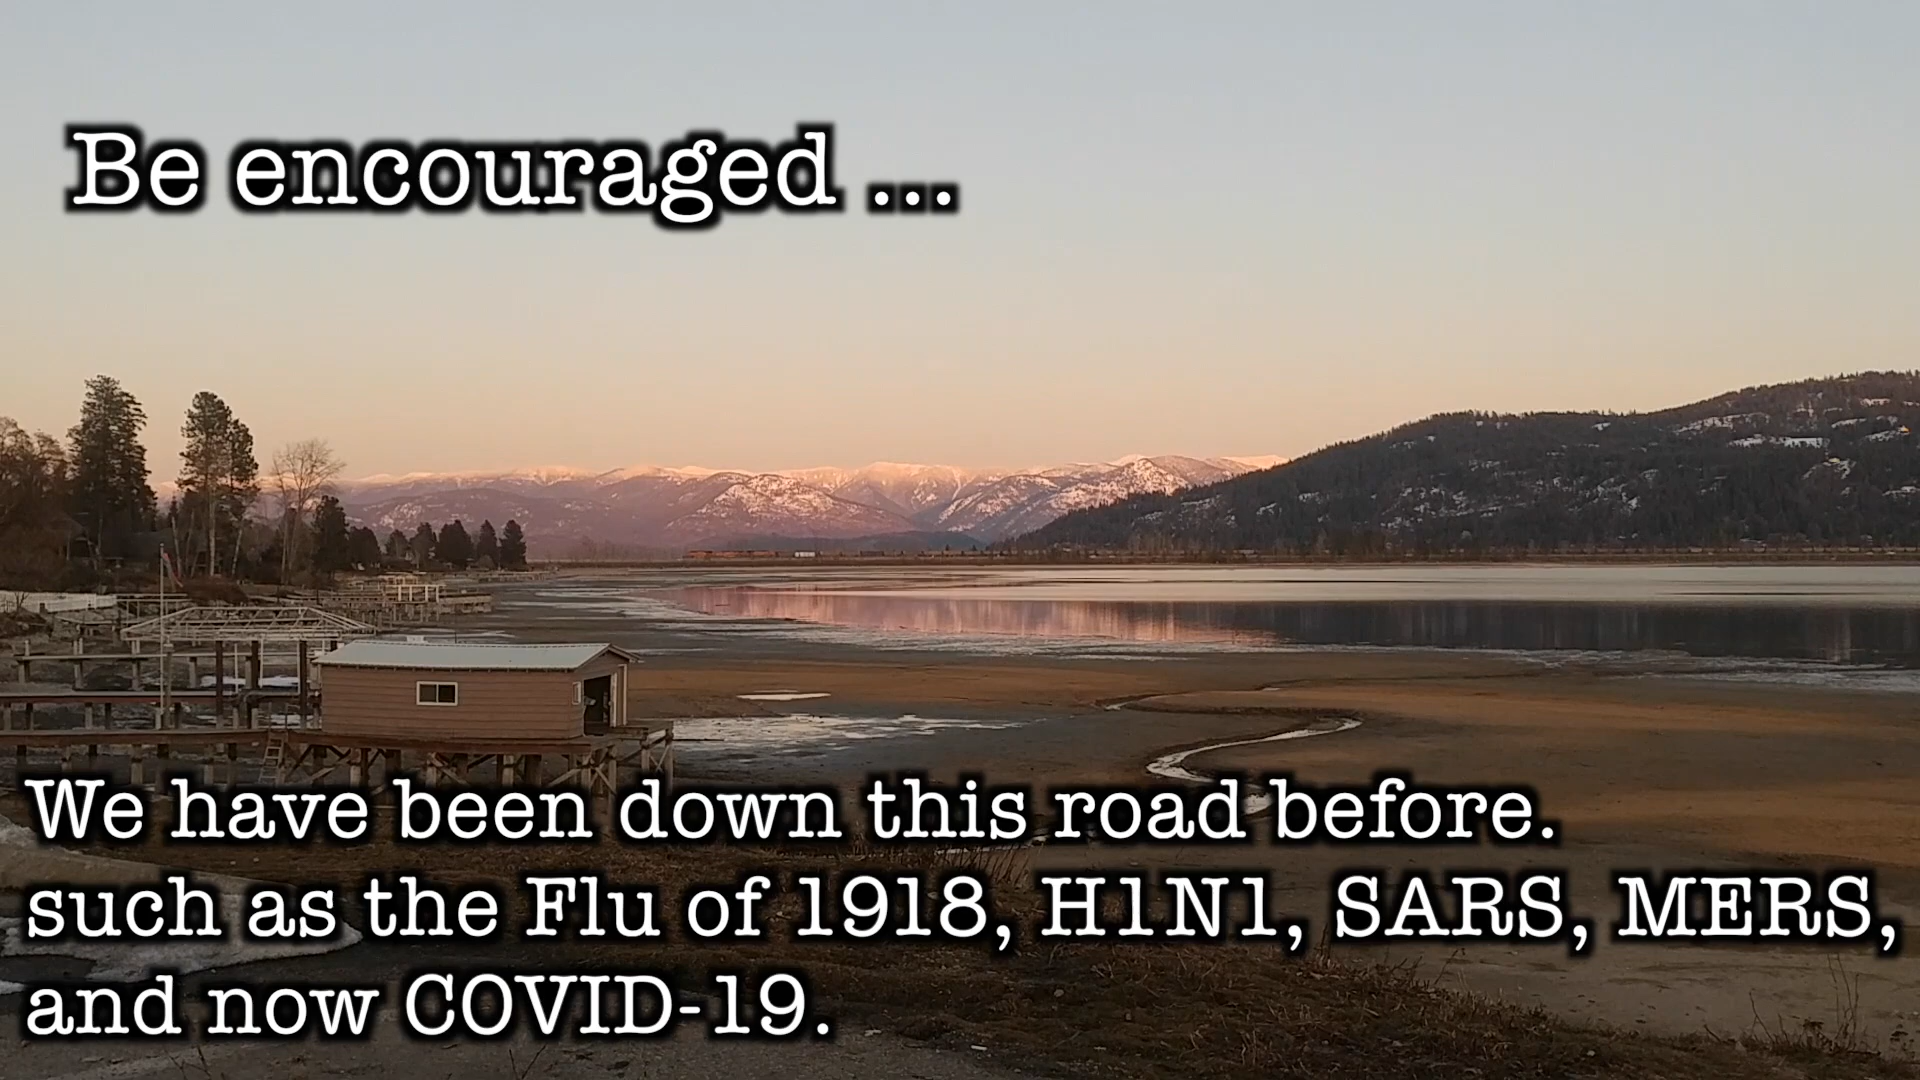 Be encouraged ...
We have been down this road before.
such as the Flu of 1918, H1N1, SARS, MERS,
and now COVID-19.